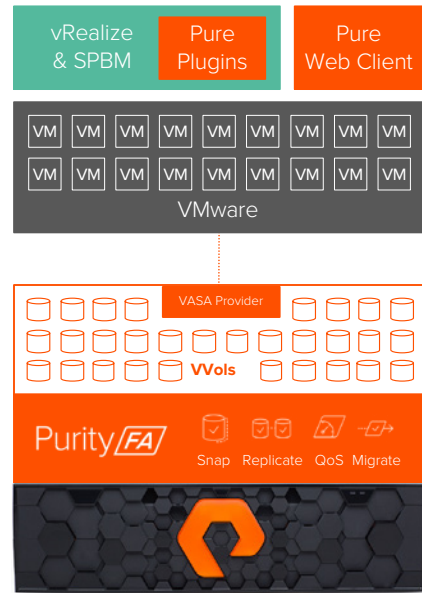 vRealize
& SPBM
Pure
Plugins
Pure
Web Client
VM VM VM VM VM VM VM VM VM
VM VM VM VM VM VM VM VM VM
VMware
VASA Provider
VVols
Purity/FA/
Snap Replicate QoS Migrate